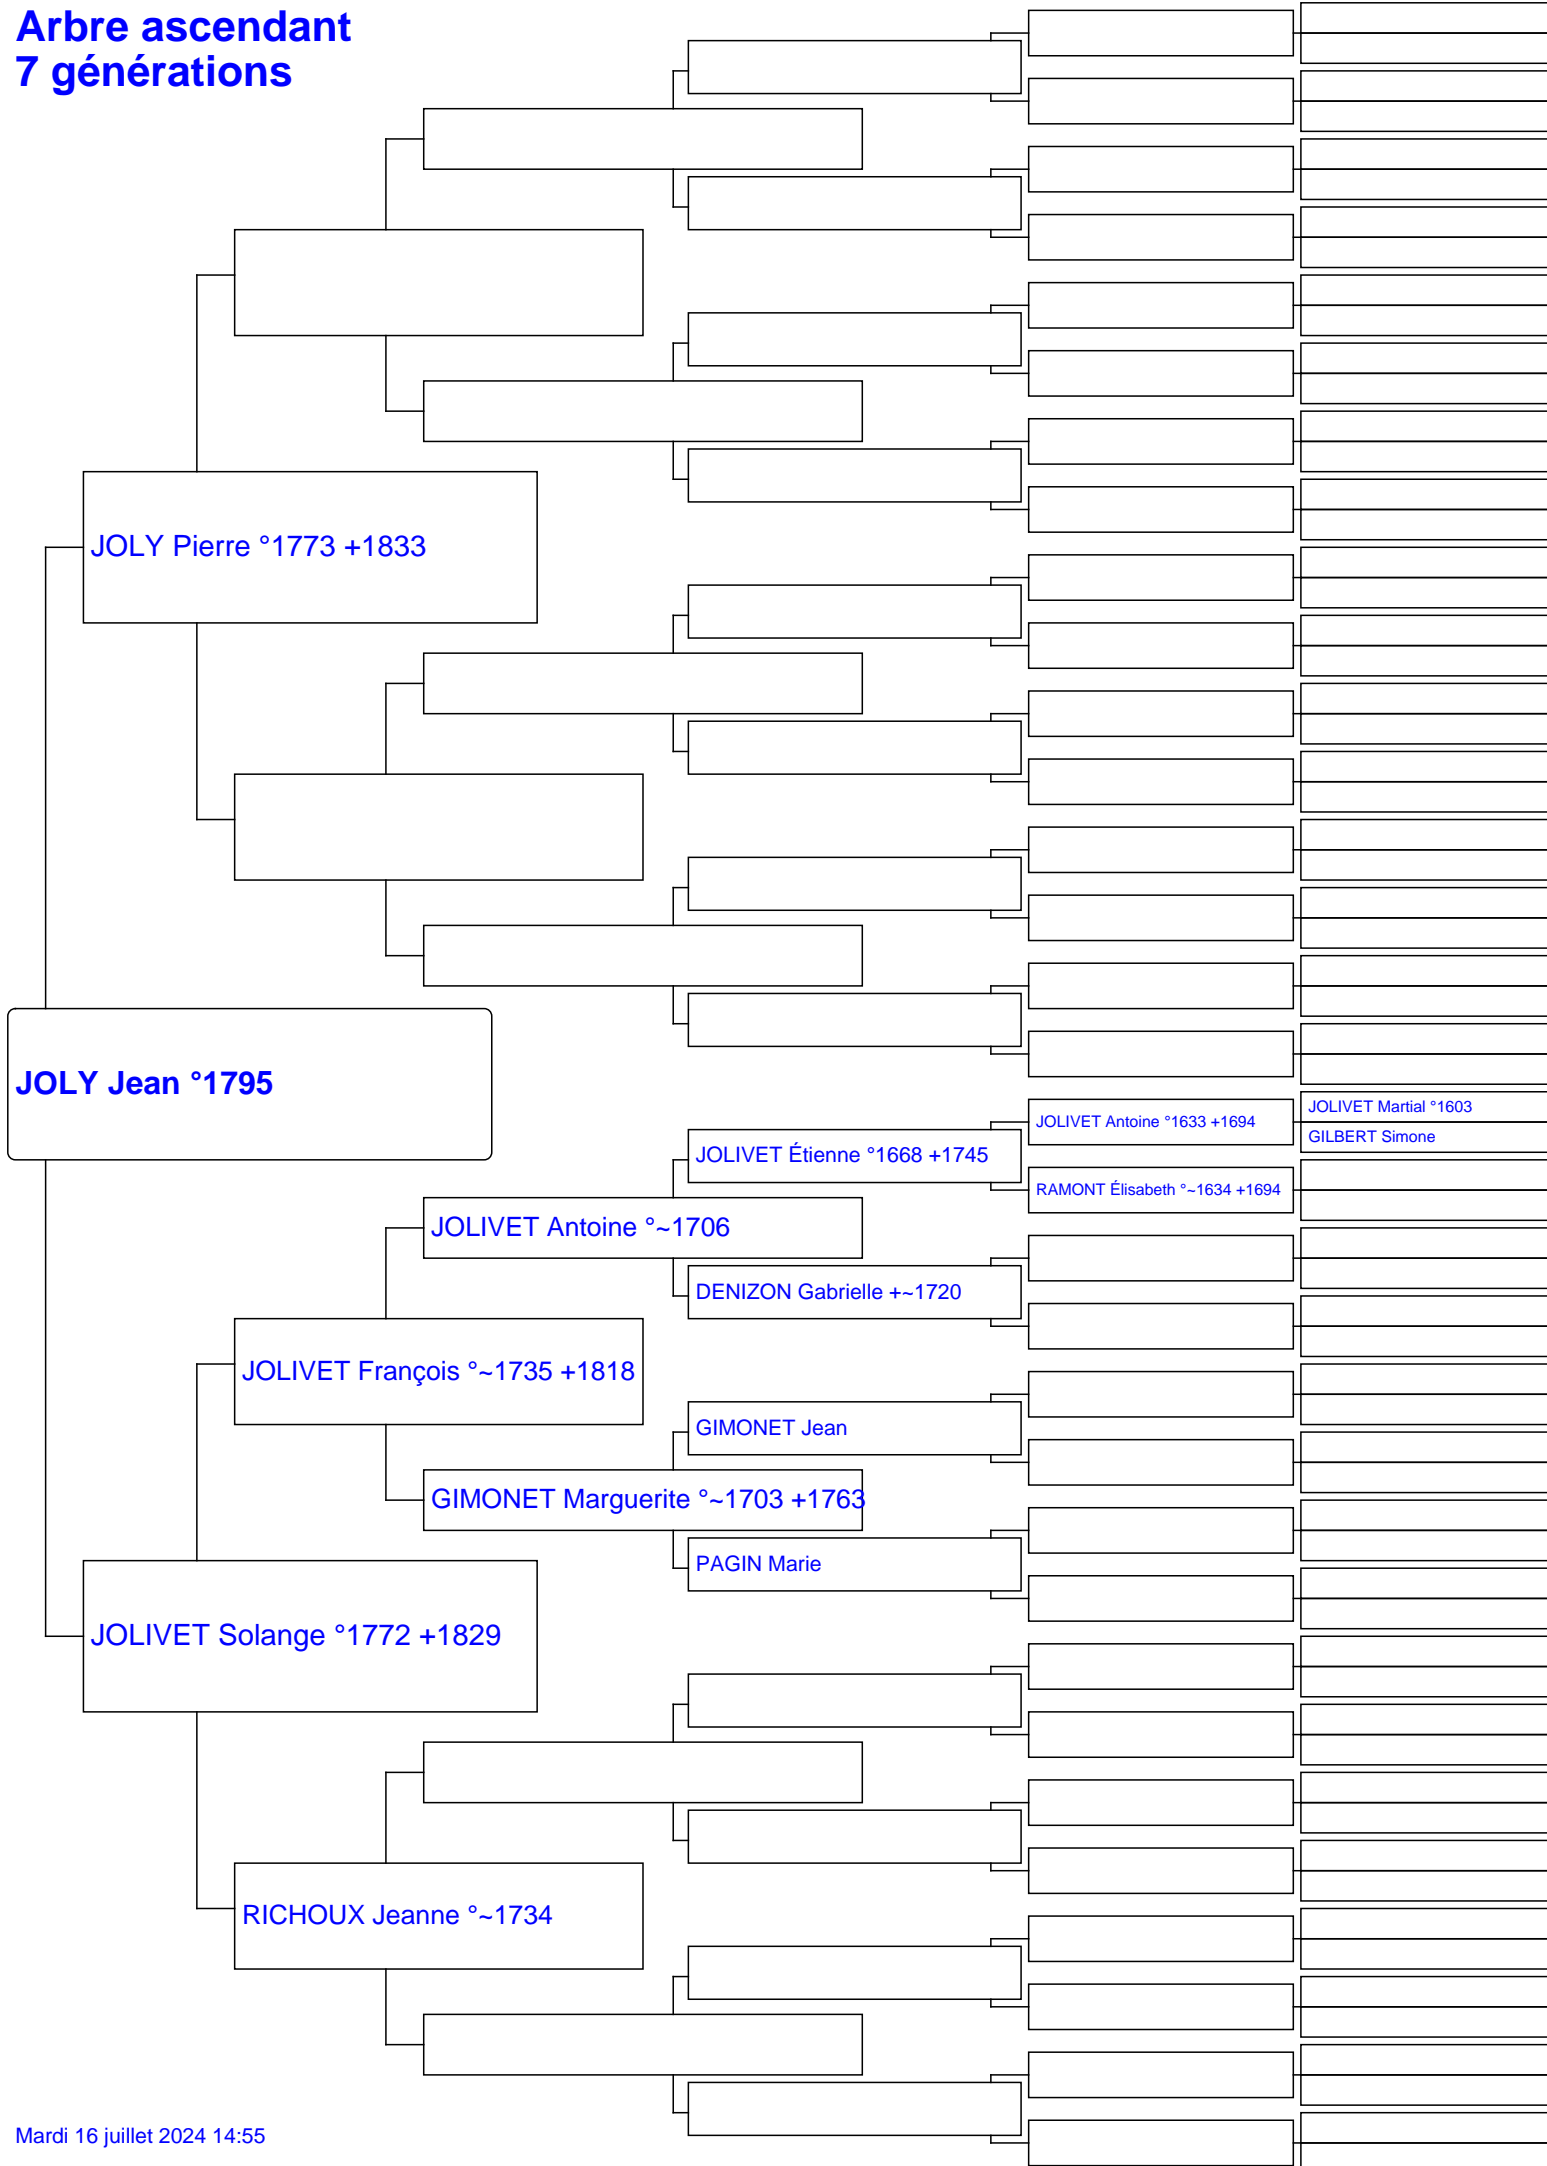 Arbre ascendant
7 générations
JOLY Pierre °1773 +1833
JOLY Jean °1795
JOLIVET Martial °1603
JOLIVET Antoine °1633 +1694
GILBERT Simone
JOLIVET Étienne °1668 +1745
RAMONT Élisabeth °~1634 +1694
JOLIVET Antoine °~1706
DENIZON Gabrielle +~1720
JOLIVET François °~1735 +1818
GIMONET Jean
GIMONET Marguerite °~1703 +1763
PAGIN Marie
JOLIVET Solange °1772 +1829
RICHOUX Jeanne °~1734
Mardi 16 juillet 2024 14:55